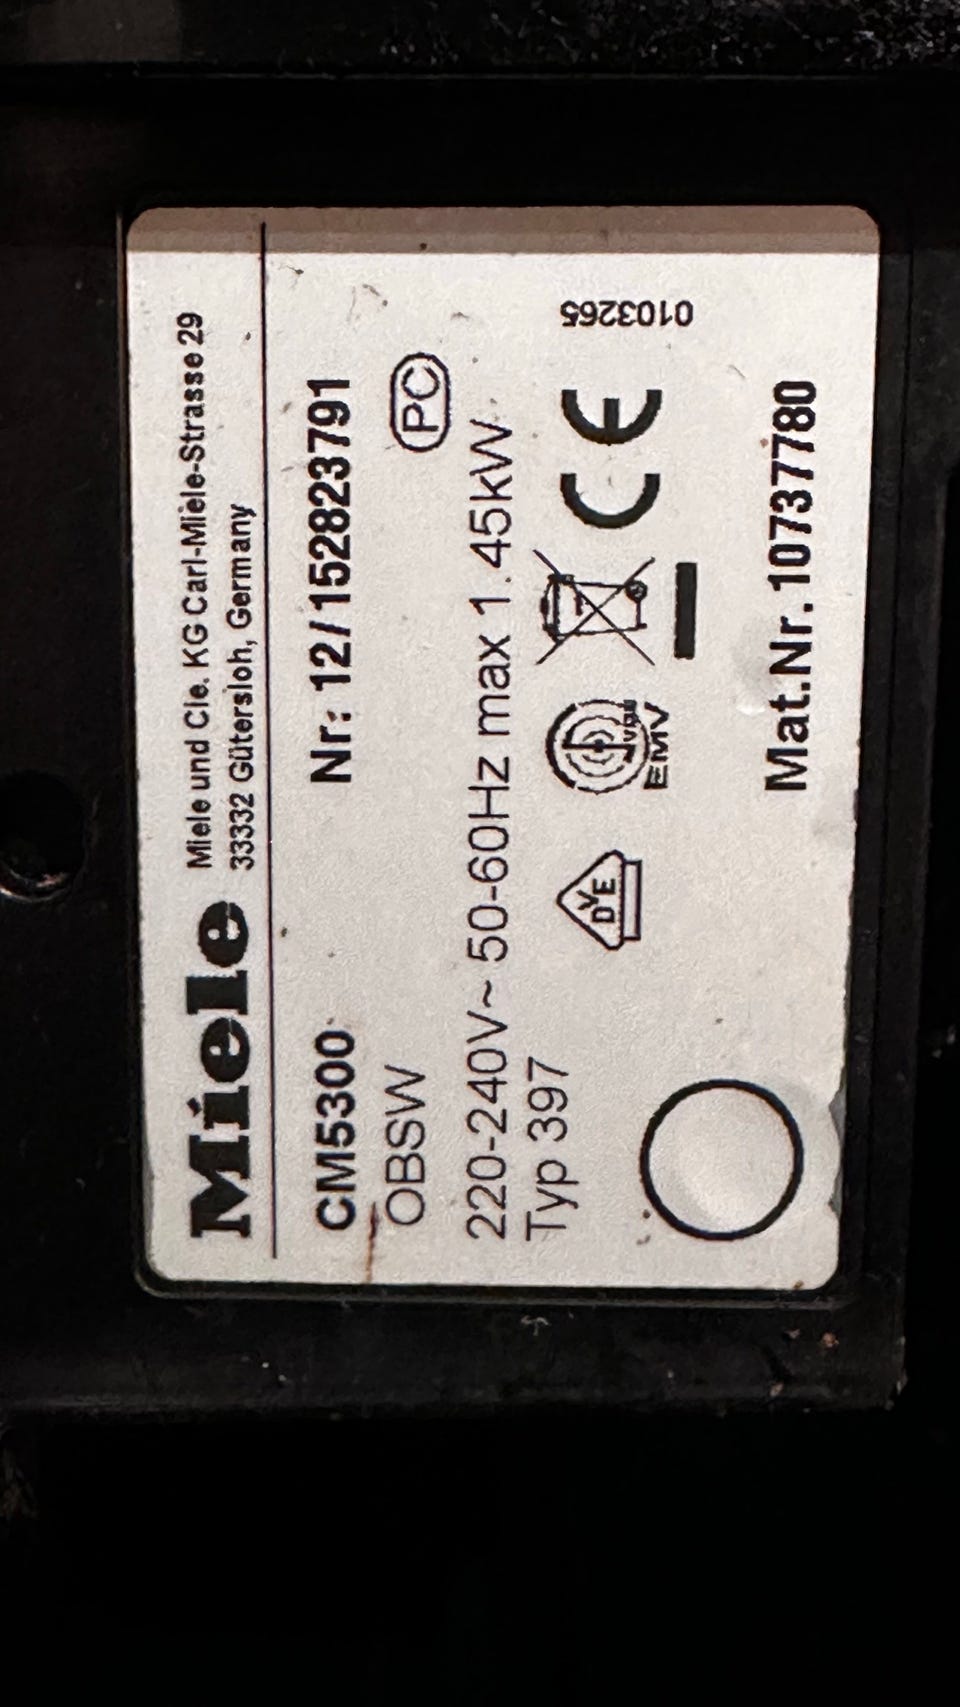 Miele
Miele und Cie. KG Carl-Miele-Strasse 29
33332 Gütersloh, Germany
CM5300 Nr.: 12/152823791
OBSW PC
220-240V~ 50-60Hz max 1.45kW
Typ 397
DVE
EMV
CE
0103265
Mat.Nr. 10737780